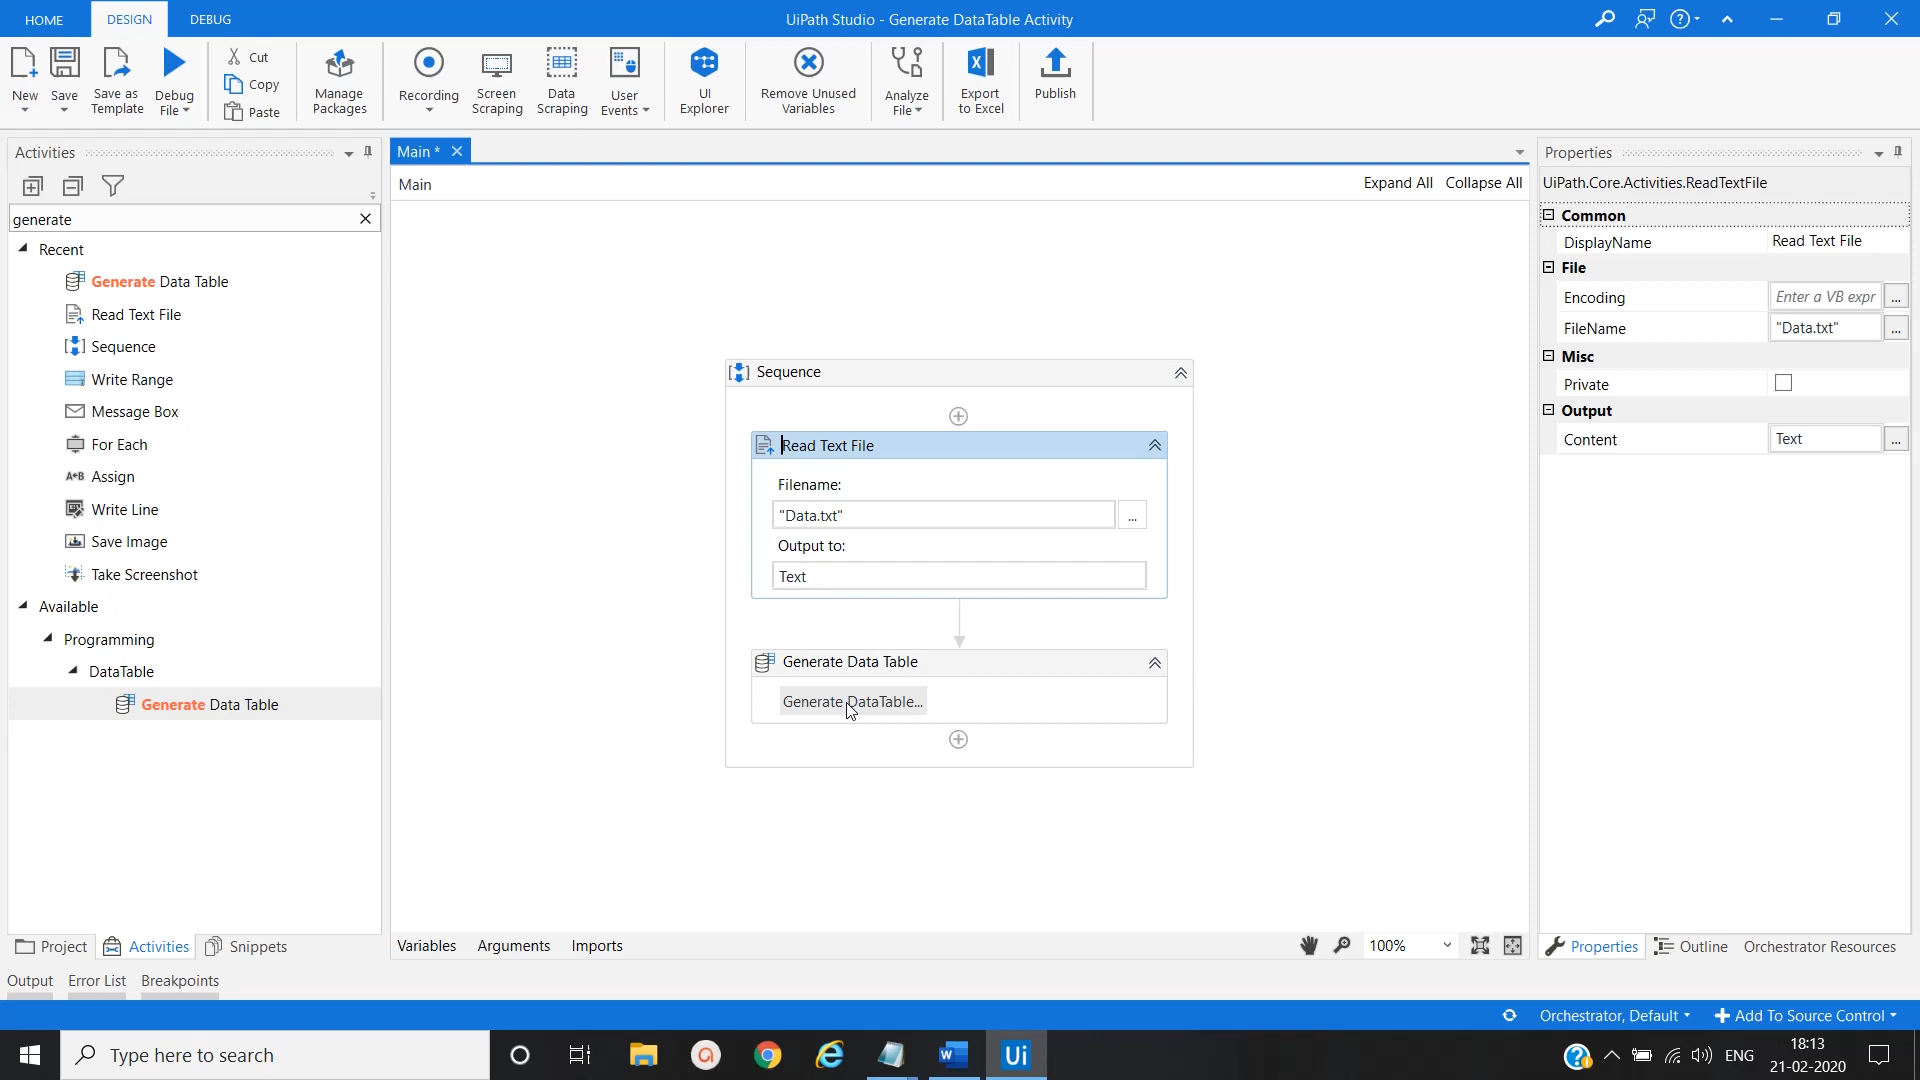 HOME DESIGN DEBUG UiPath Studio - Generate DataTable Activity
New Save Save as Template Debug File Cut Copy Paste Manage Packages Recording Screen Scraping Data Scraping User Events UI Explorer Remove Unused Variables Analyze File Export to Excel Publish
Activities
generate
Recent
Generate Data Table
Read Text File
Sequence
Write Range
Message Box
For Each
A+B Assign
Write Line
Save Image
Take Screenshot
Available
Programming
DataTable
Generate Data Table
Project Activities Snippets
Main *
Main Expand All Collapse All
Sequence
Read Text File
Filename:
"Data.txt" ...
Output to:
Text
Generate Data Table
Generate DataTable...
Variables Arguments Imports 100%
Properties
UiPath.Core.Activities.ReadTextFile
Common
DisplayName Read Text File
File
Encoding Enter a VB expr ...
FileName "Data.txt" ...
Misc
Private
Output
Content Text ...
Properties Outline Orchestrator Resources
Output Error List Breakpoints
Orchestrator, Default Add To Source Control
Type here to search W Ui ENG 18:13
21-02-2020